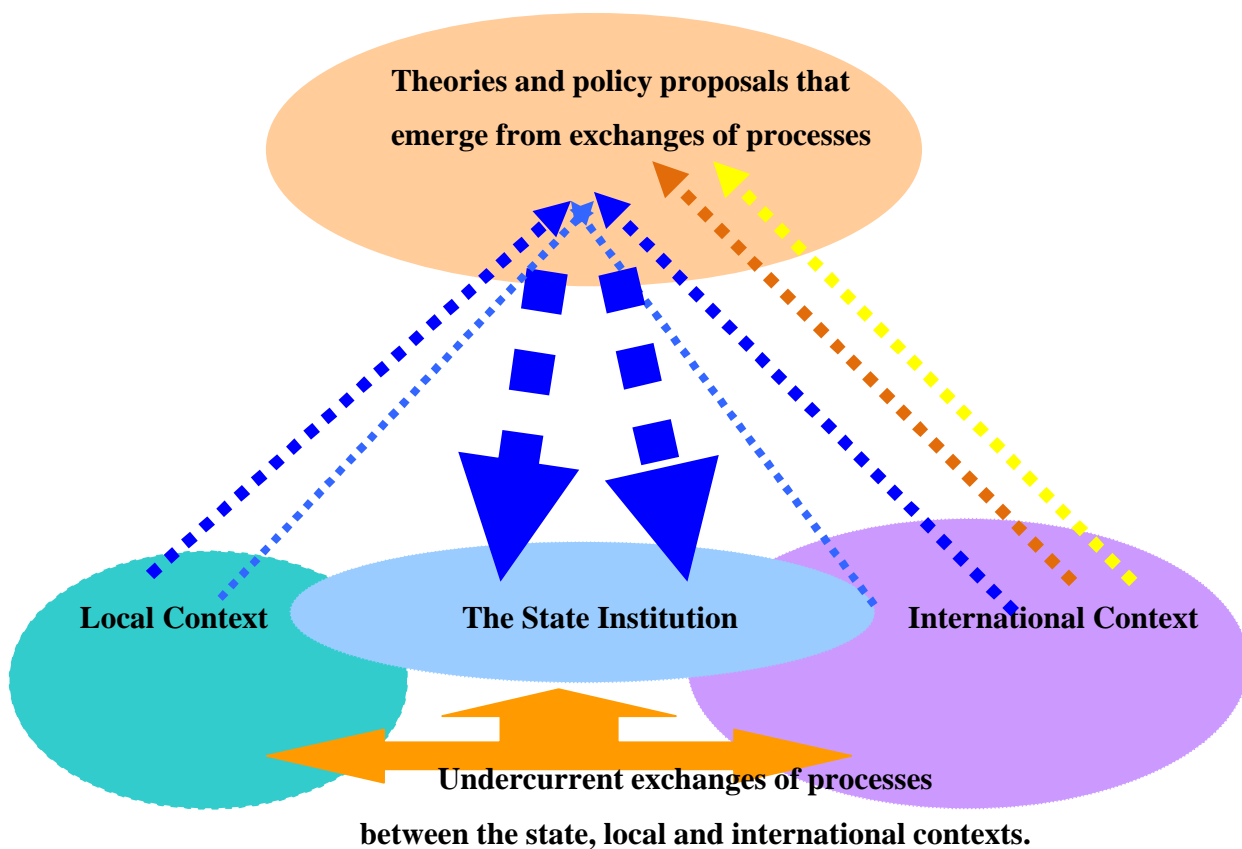 Theories and policy proposals that
emerge from exchanges of processes
Local Context
The State Institution
International Context
Undercurrent exchanges of processes
between the state, local and international contexts.